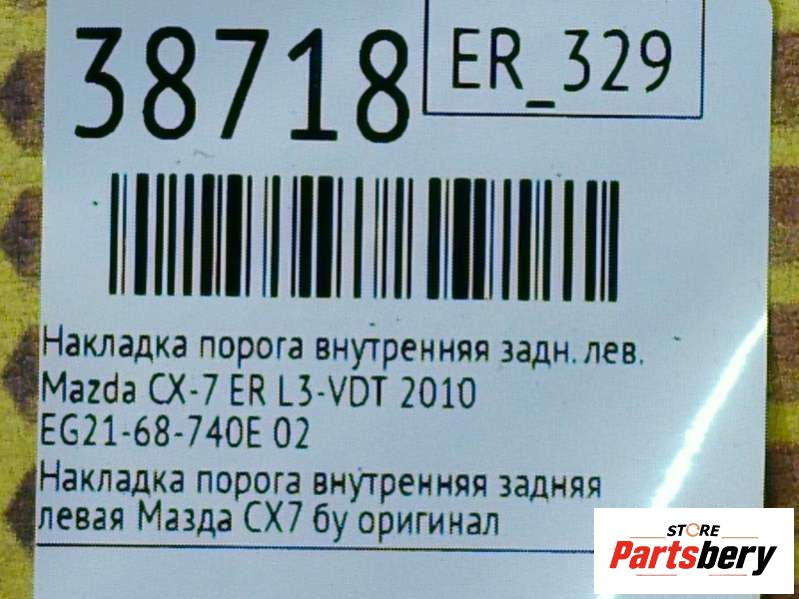 38718
ER_329
Накладка порога внутренняя задн. лев.
Mazda CX-7 ER L3-VDT 2010
EG21-68-740E 02
Накладка порога внутренняя задняя
левая Мазда CX7 бу оригинал
STORE
Partsbery